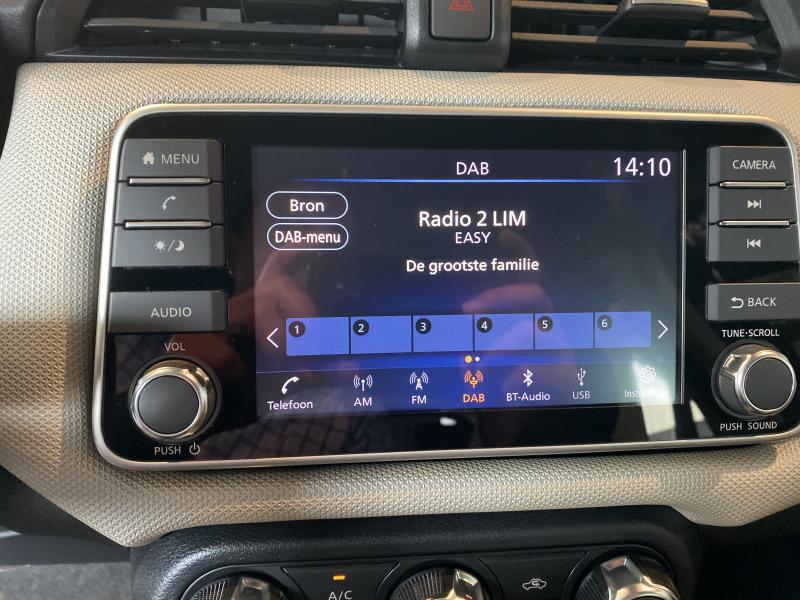 DAB 14:10
MENU
CAMERA
Bron
Radio 2 LIM
DAB-menu
EASY
De grootste familie
AUDIO
BACK
1 2 3 4 5 6
VOL
TUNE·SCROLL
Telefoon AM FM DAB BT-Audio USB
PUSH
PUSH SOUND
A/C